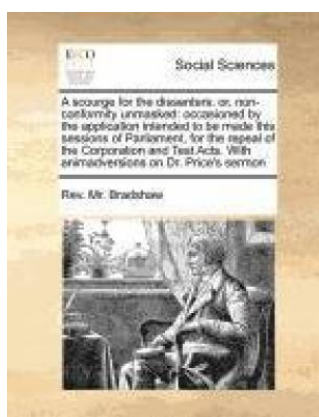 ECCO
Social Sciences
A scourge for the dissenters. or, non-
conformity unmasked: occasioned by
the application intended to be made this
sessions of Parliament, for the repeal of
the Corporation and Test Acts. With
animadversions on Dr. Price's sermon
Rev. Mr. Bradshaw